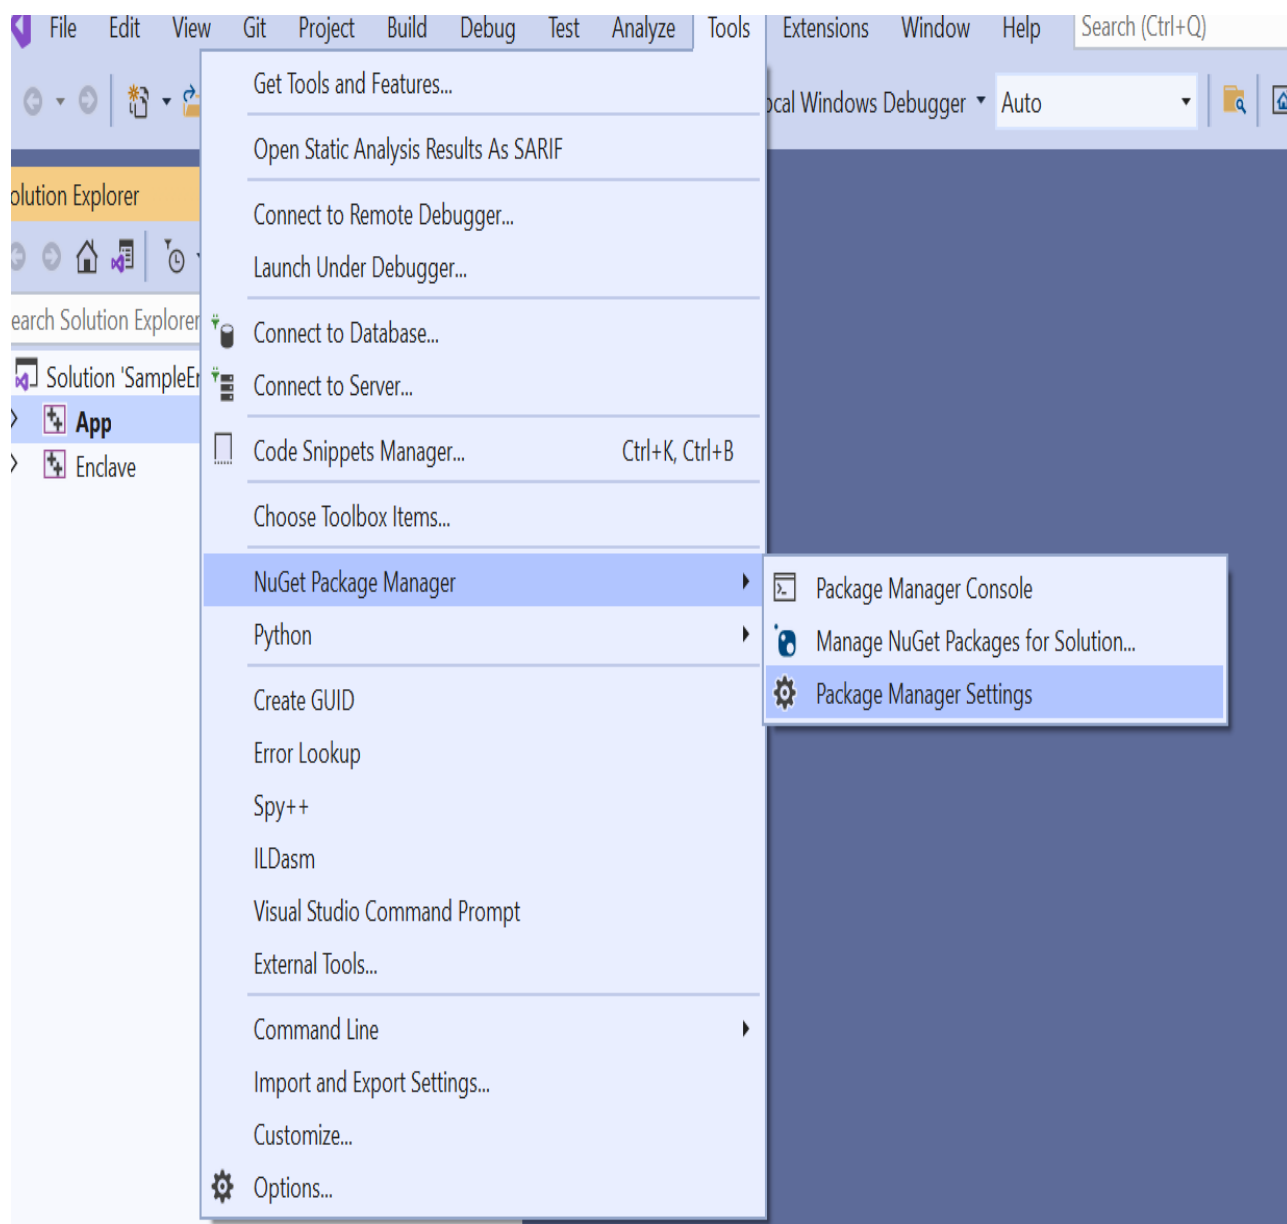 File Edit View Git Project Build Debug Test Analyze Tools Extensions Window Help Search (Ctrl+Q)
ocal Windows Debugger Auto
olution Explorer
earch Solution Explorer
Solution 'SampleEn
App
Enclave
Get Tools and Features...
Open Static Analysis Results As SARIF
Connect to Remote Debugger...
Launch Under Debugger...
Connect to Database...
Connect to Server...
Code Snippets Manager... Ctrl+K, Ctrl+B
Choose Toolbox Items...
NuGet Package Manager
Python
Create GUID
Error Lookup
Spy++
ILDasm
Visual Studio Command Prompt
External Tools...
Command Line
Import and Export Settings...
Customize...
Options...
Package Manager Console
Manage NuGet Packages for Solution...
Package Manager Settings